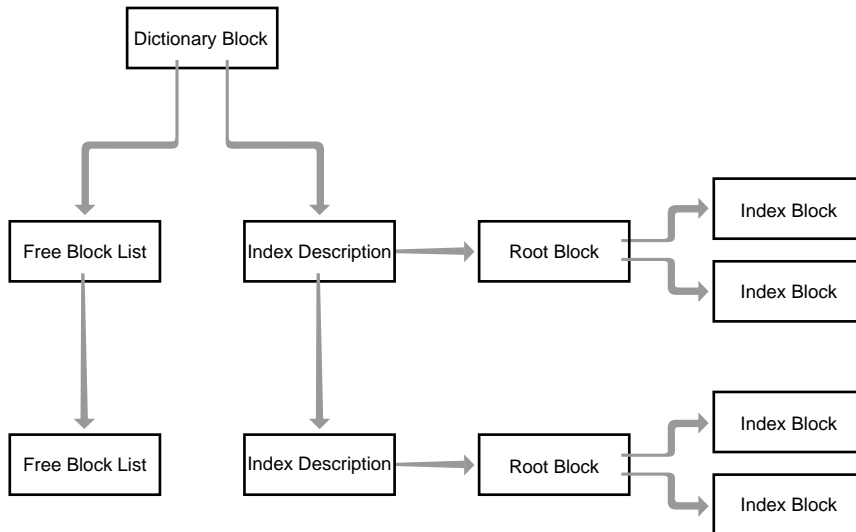 Dictionary Block
Index Block
Free Block List
Index Description
Root Block
Index Block
Index Block
Free Block List
Index Description
Root Block
Index Block